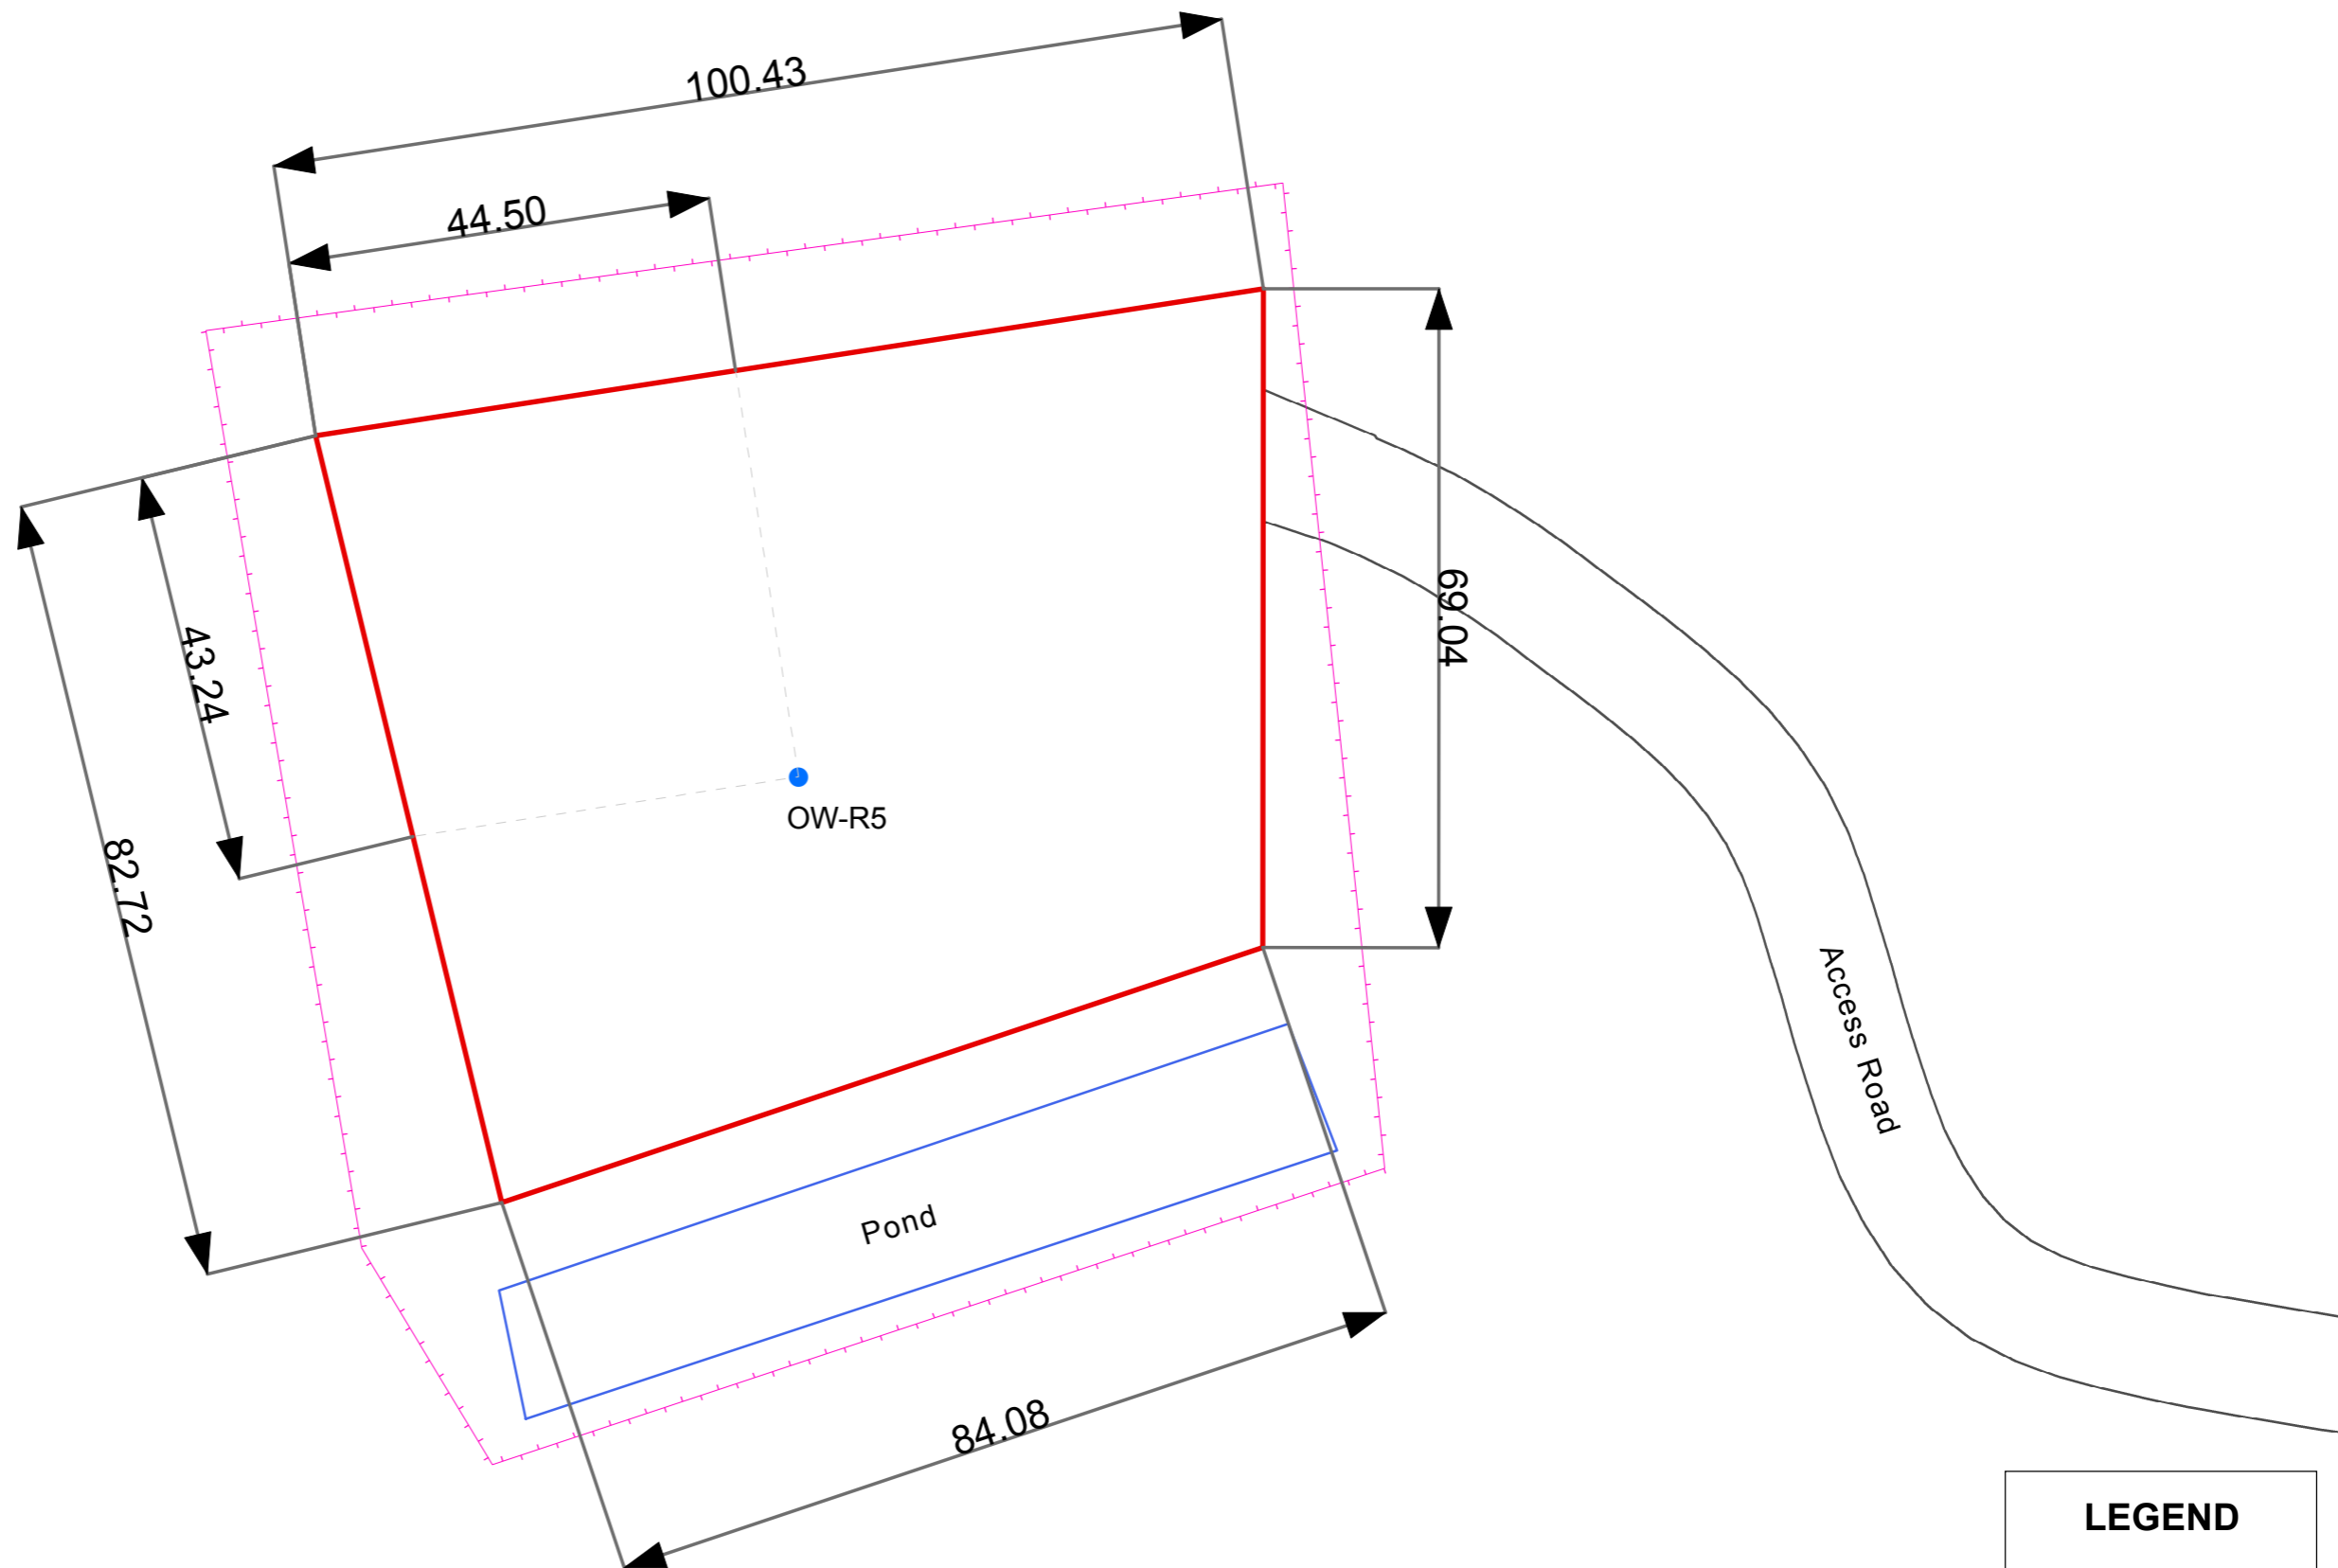 100.43
44.50
69.04
43.24
OW-R5
82.72
Access Road
Pond
84.08
LEGEND